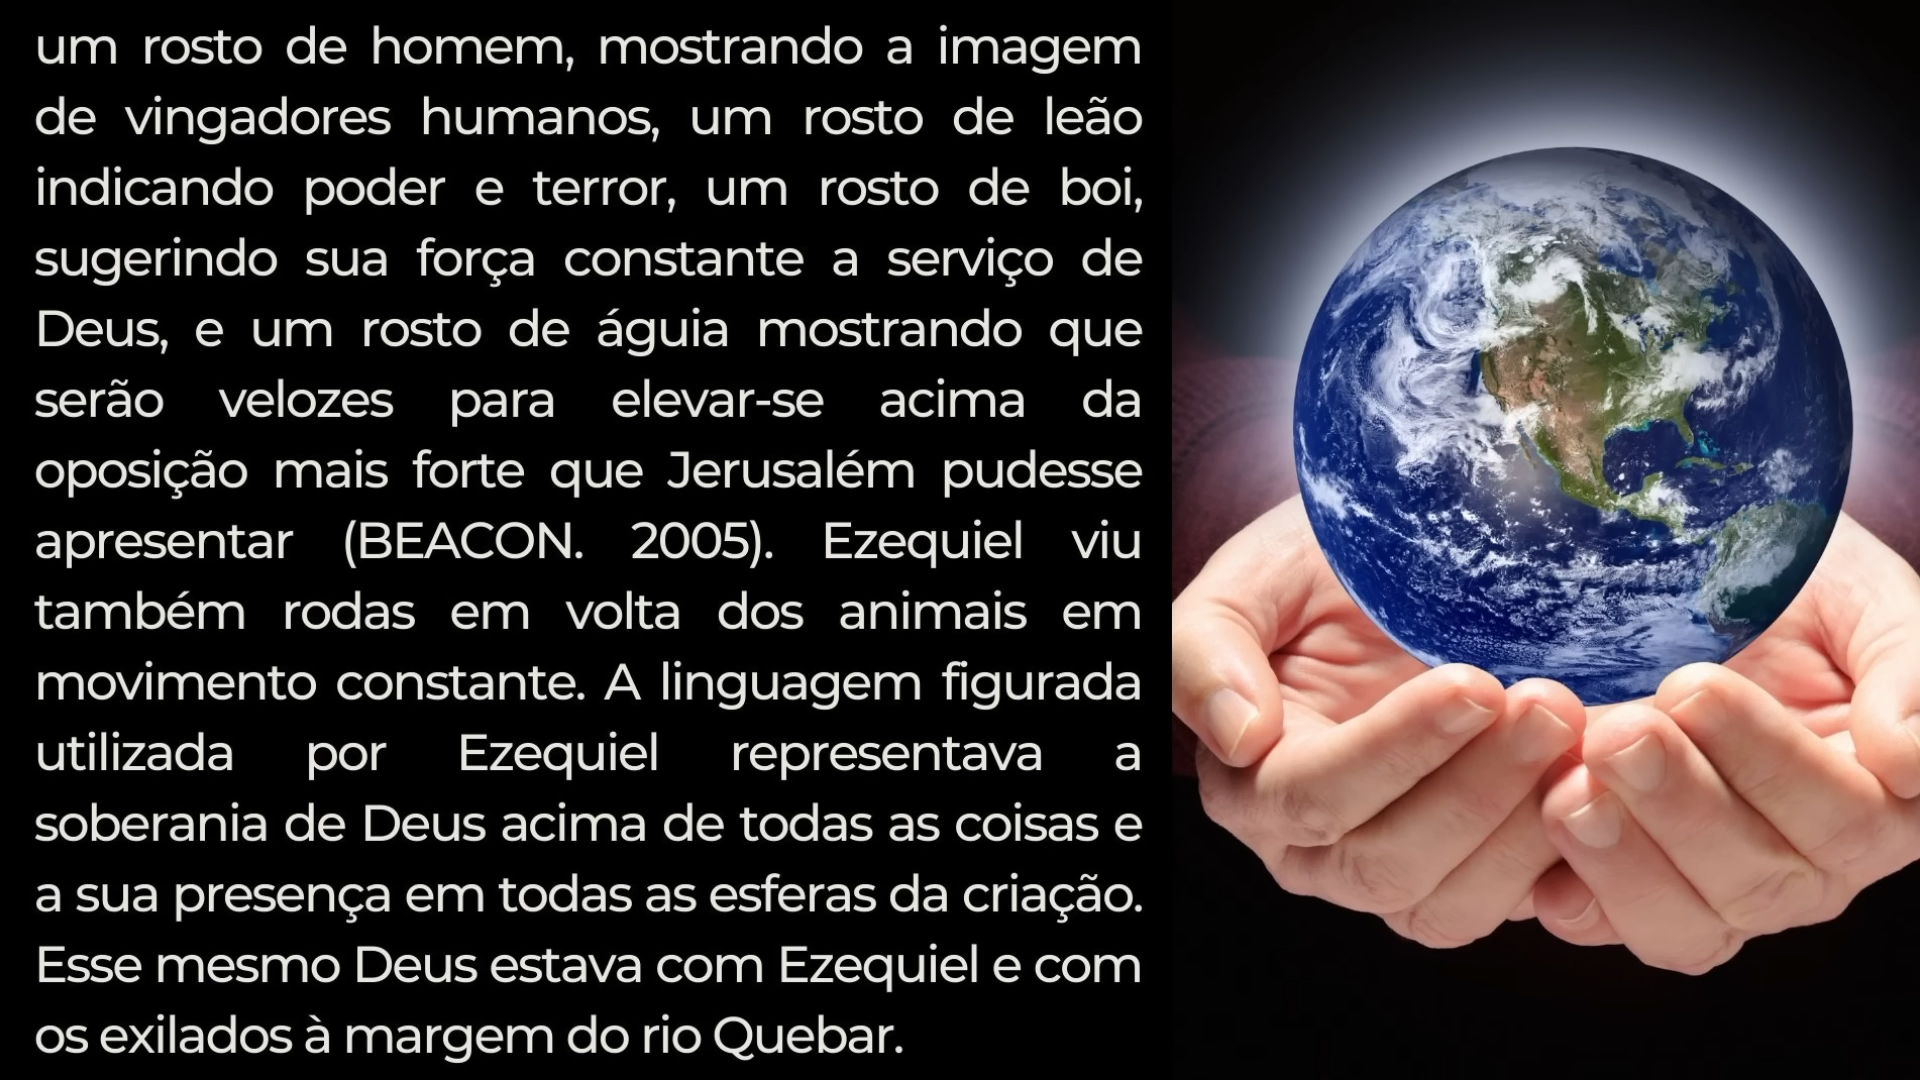 um rosto de homem, mostrando a imagem
de vingadores humanos, um rosto de leão
indicando poder e terror, um rosto de boi,
sugerindo sua força constante a serviço de
Deus, e um rosto de águia mostrando que
serão velozes para elevar-se acima da
oposição mais forte que Jerusalém pudesse
apresentar (BEACON. 2005). Ezequiel viu
também rodas em volta dos animais em
movimento constante. A linguagem figurada
utilizada por Ezequiel representava a
soberania de Deus acima de todas as coisas e
a sua presença em todas as esferas da criação.
Esse mesmo Deus estava com Ezequiel e com
os exilados à margem do rio Quebar.